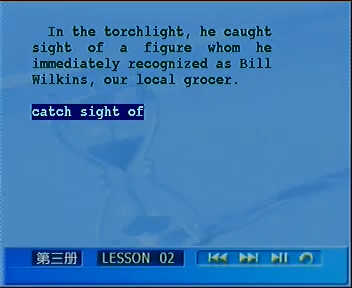 In the torchlight, he caught
sight of a figure whom he
immediately recognized as Bill
Wilkins, our local grocer.
catch sight of
第三册 LESSON 02